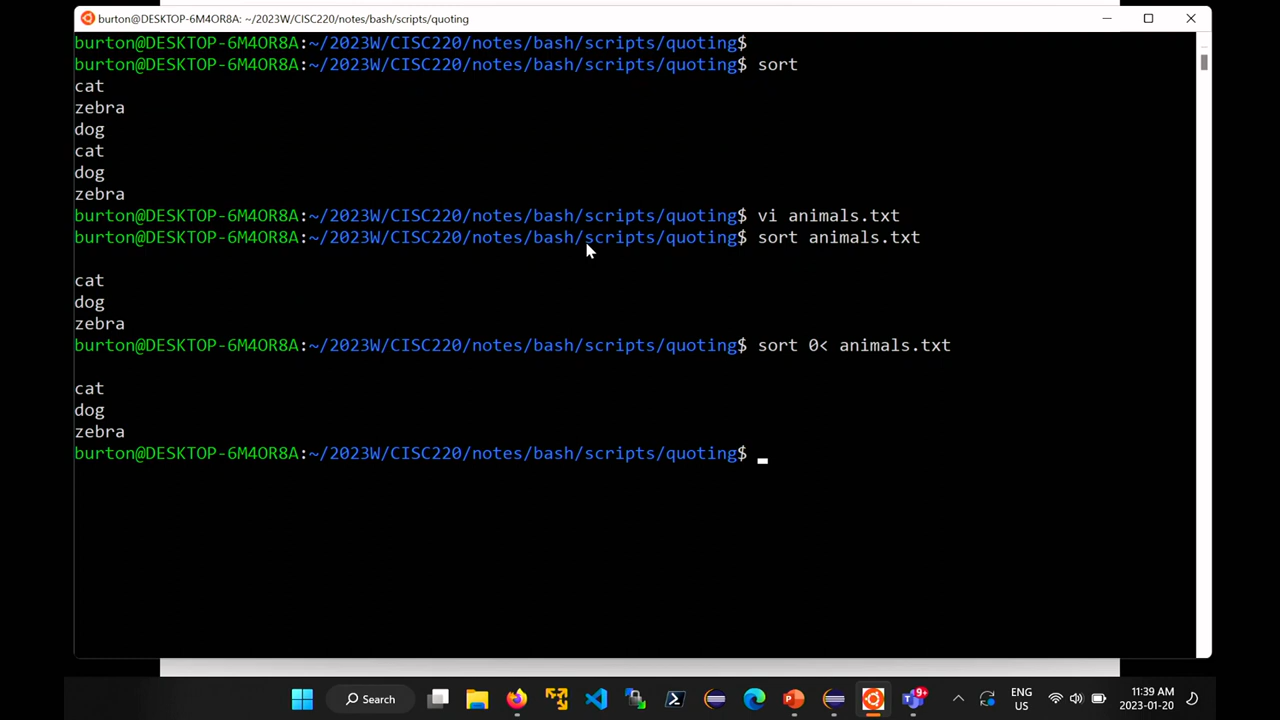 burton@DESKTOP-6M4OR8A: ~/2023W/CISC220/notes/bash/scripts/quoting
burton@DESKTOP-6M4OR8A:~/2023W/CISC220/notes/bash/scripts/quoting$
burton@DESKTOP-6M4OR8A:~/2023W/CISC220/notes/bash/scripts/quoting$ sort
cat
zebra
dog
cat
dog
zebra
burton@DESKTOP-6M4OR8A:~/2023W/CISC220/notes/bash/scripts/quoting$ vi animals.txt
burton@DESKTOP-6M4OR8A:~/2023W/CISC220/notes/bash/scripts/quoting$ sort animals.txt
cat
dog
zebra
burton@DESKTOP-6M4OR8A:~/2023W/CISC220/notes/bash/scripts/quoting$ sort 0< animals.txt
cat
dog
zebra
burton@DESKTOP-6M4OR8A:~/2023W/CISC220/notes/bash/scripts/quoting$
Search
9+
ENG
US
11:39 AM
2023-01-20